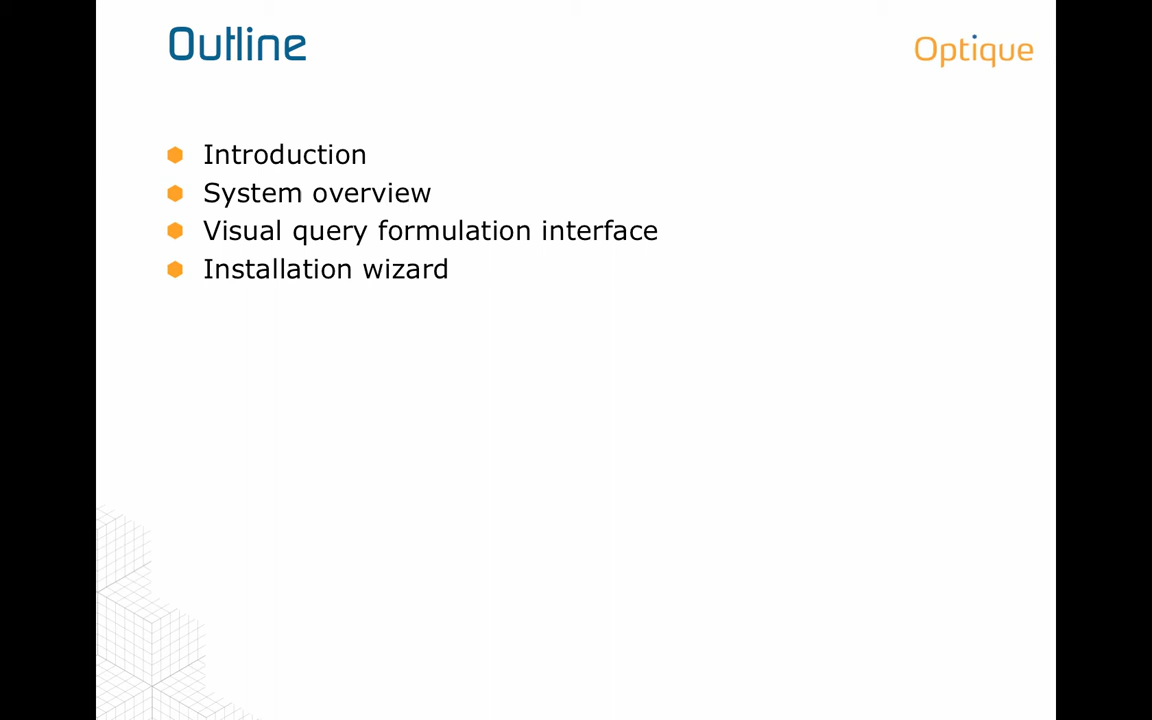 Outline
Optique
Introduction
System overview
Visual query formulation interface
Installation wizard